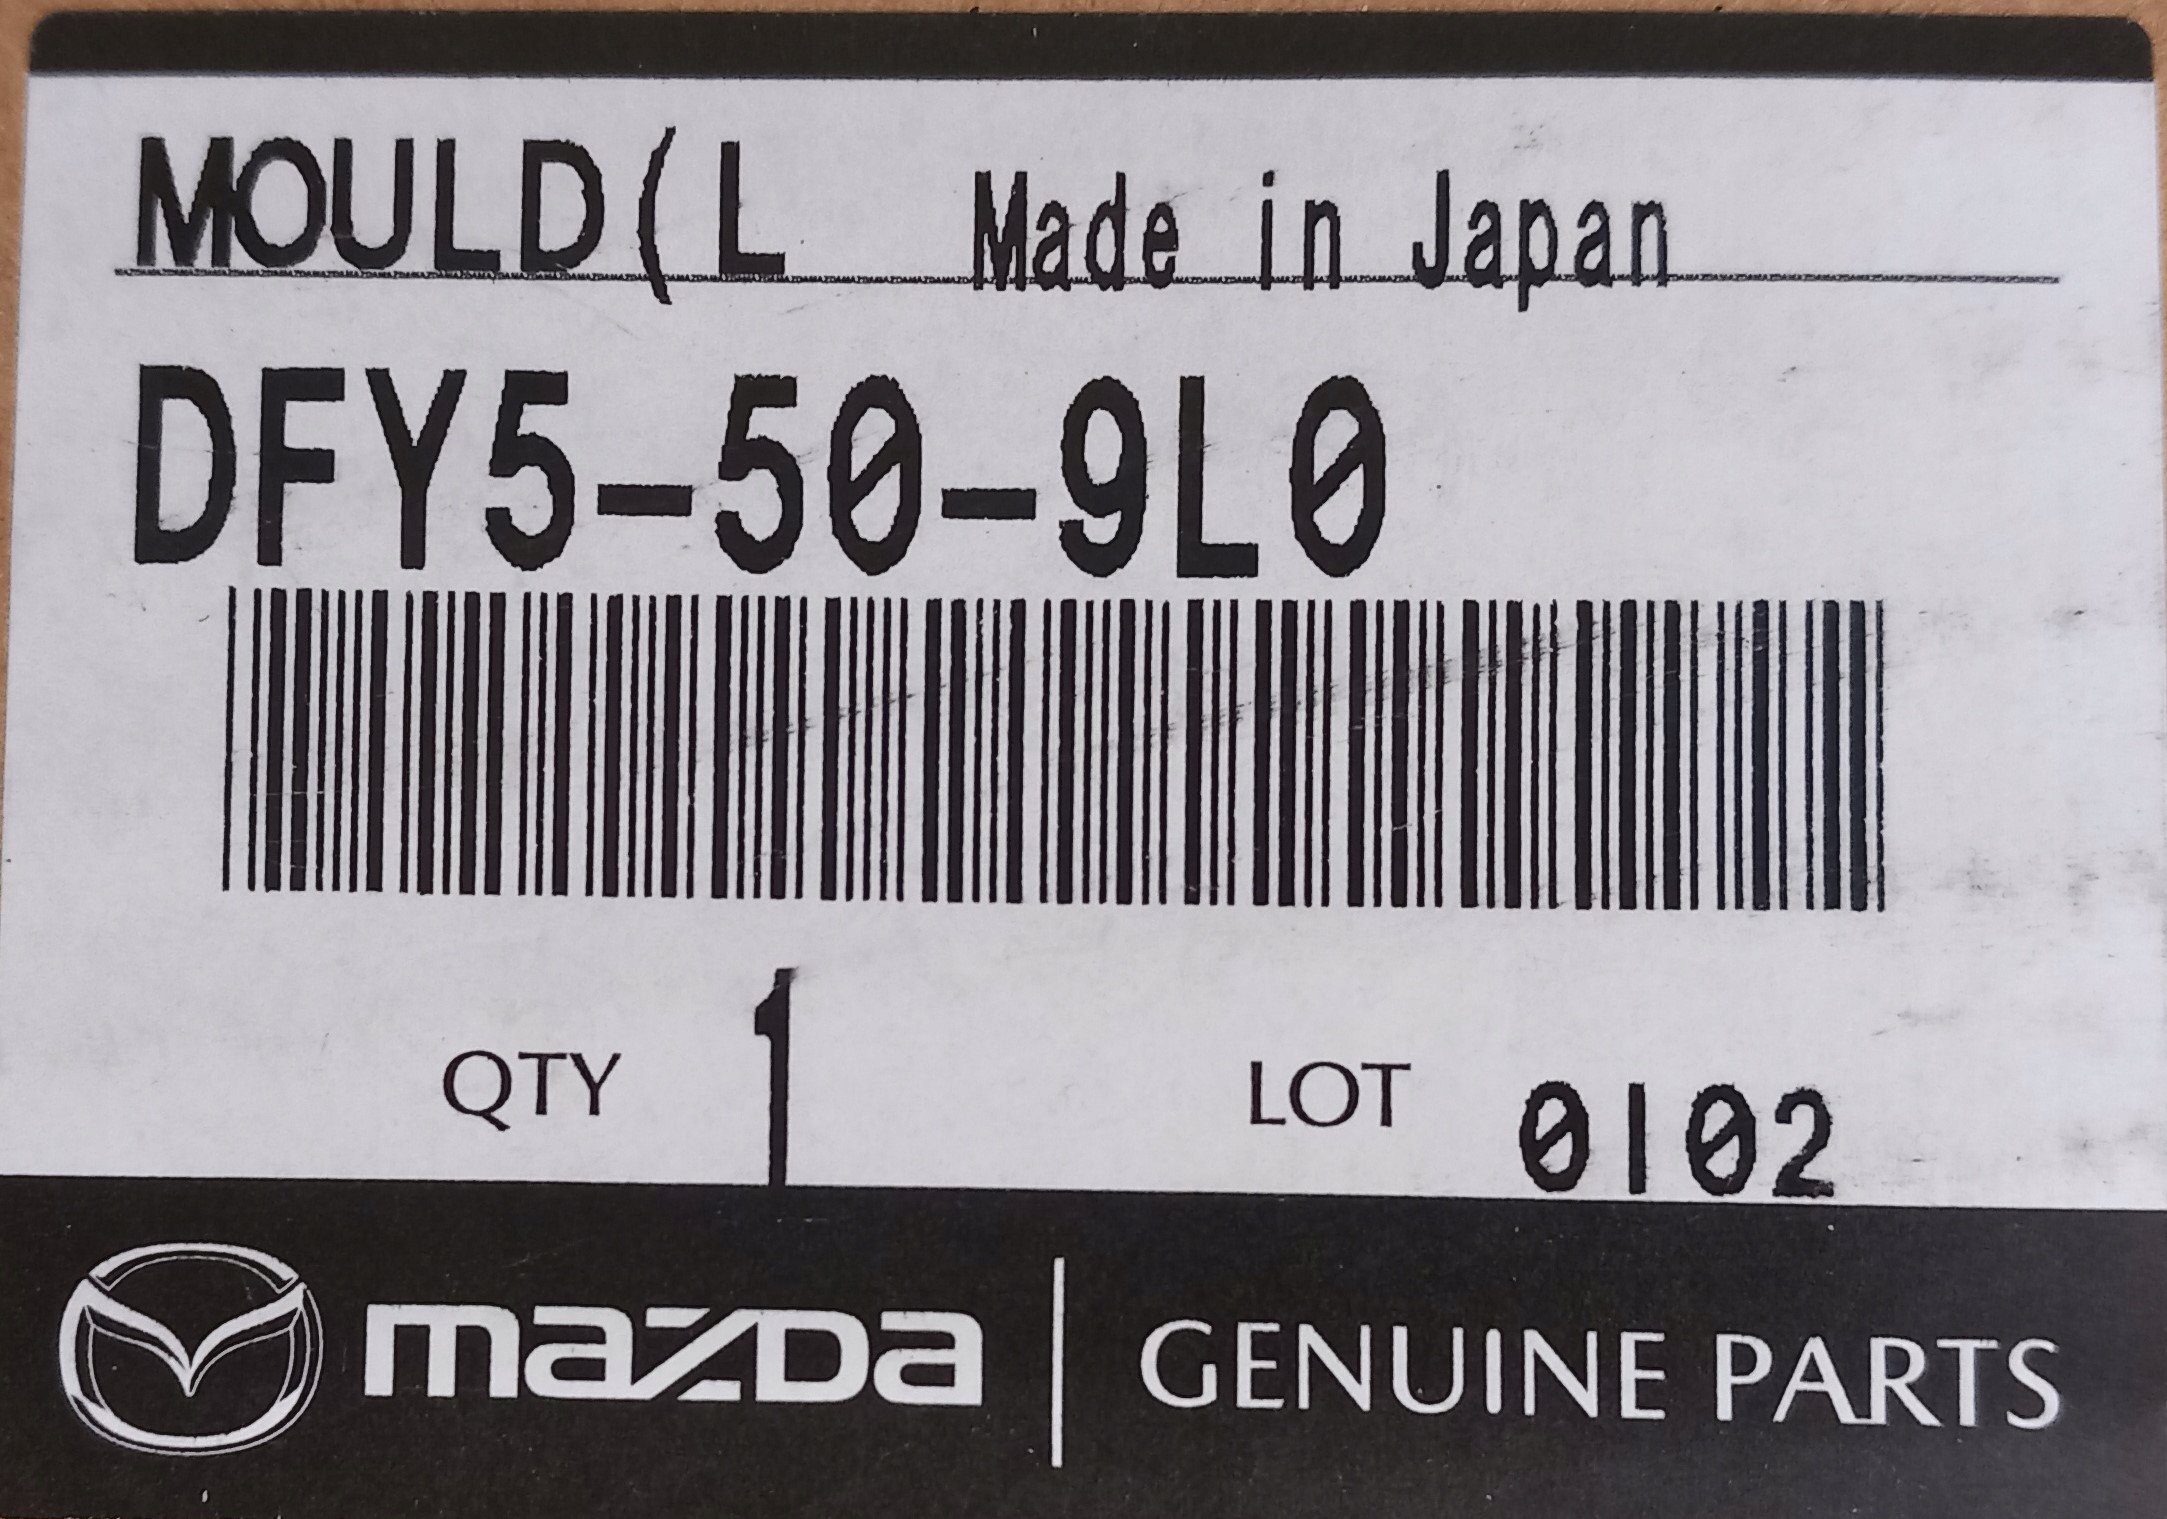 MOULD(L Made in Japan
DFY5-50-9L0
QTY 1 LOT 0102
mazda GENUINE PARTS